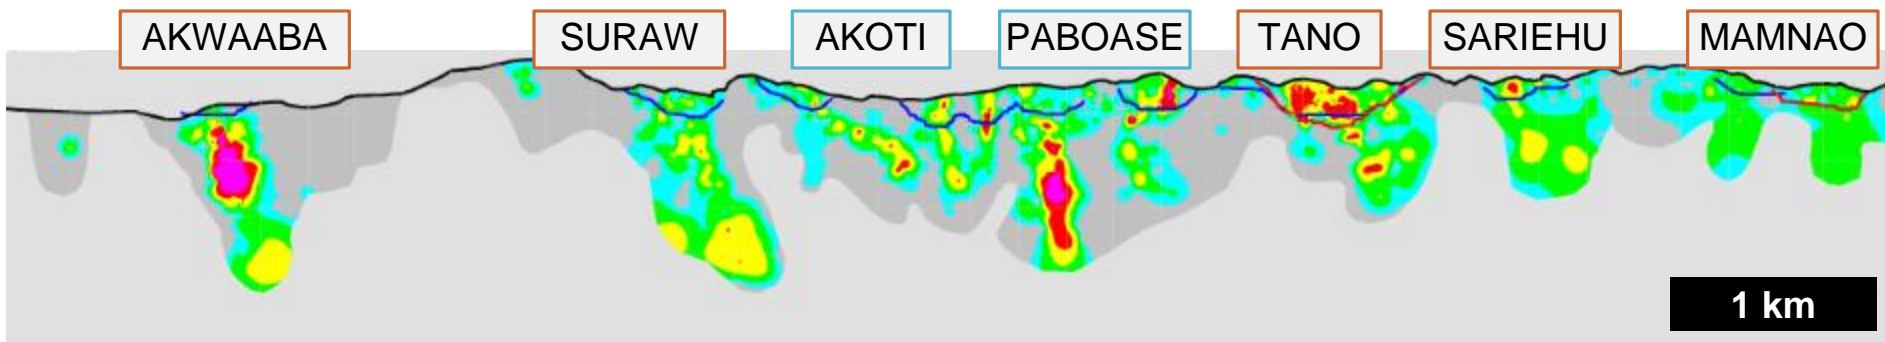 AKWAABA
SURAW
AKOTI
PABOASE
TANO
SARIEHU
MAMNAO
1 km